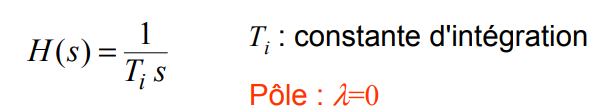 H(s) = 1 / (T_i s)
T_i : constante d'intégration
Pôle : λ=0